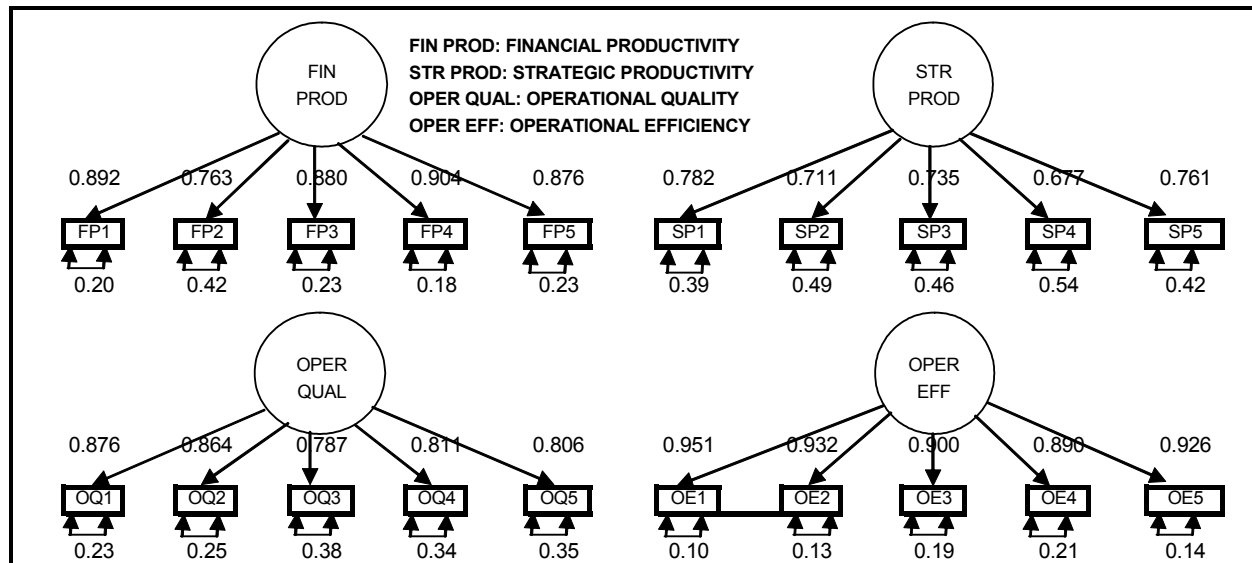 FIN PROD: FINANCIAL PRODUCTIVITY
STR PROD: STRATEGIC PRODUCTIVITY
OPER QUAL: OPERATIONAL QUALITY
OPER EFF: OPERATIONAL EFFICIENCY
FIN
PROD
0.892 0.763 0.880 0.904 0.876
FP1 FP2 FP3 FP4 FP5
0.20 0.42 0.23 0.18 0.23
STR
PROD
0.782 0.711 0.735 0.677 0.761
SP1 SP2 SP3 SP4 SP5
0.39 0.49 0.46 0.54 0.42
OPER
QUAL
0.876 0.864 0.787 0.811 0.806
OQ1 OQ2 OQ3 OQ4 OQ5
0.23 0.25 0.38 0.34 0.35
OPER
EFF
0.951 0.932 0.900 0.890 0.926
OE1 OE2 OE3 OE4 OE5
0.10 0.13 0.19 0.21 0.14